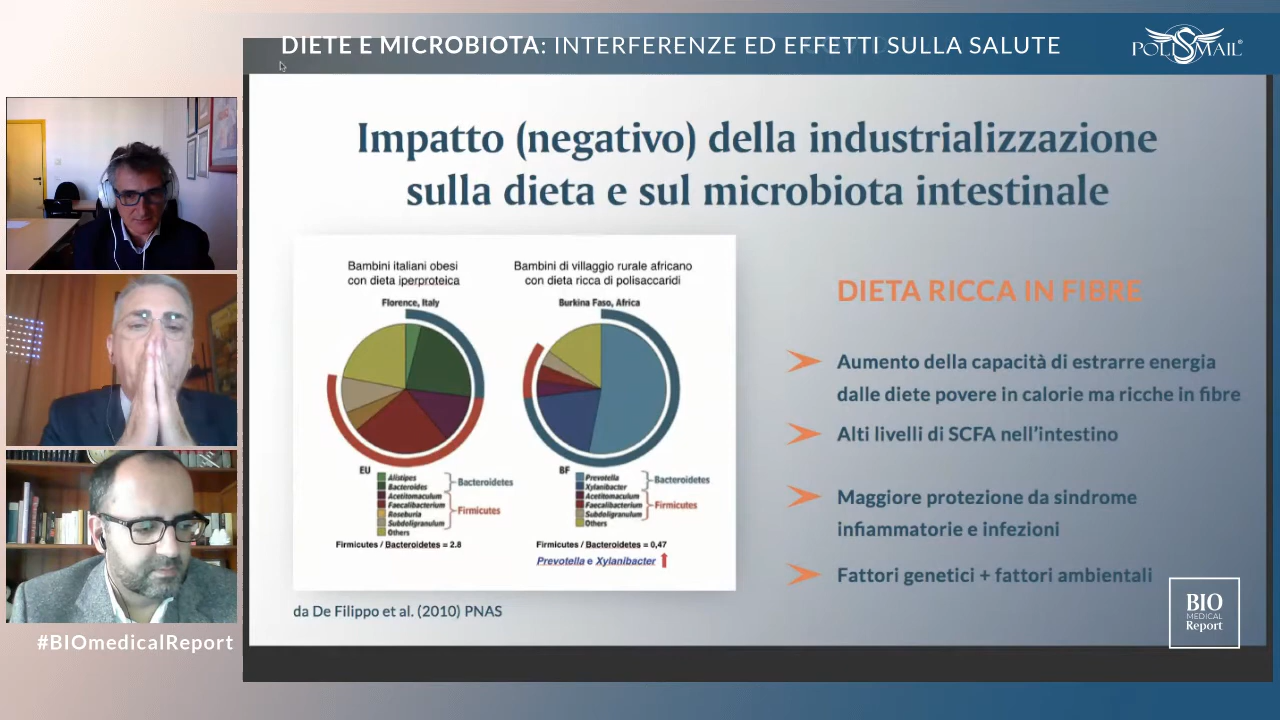 DIETE E MICROBIOTA: INTERFERENZE ED EFFETTI SULLA SALUTE
POLISMAIL®
Impatto (negativo) della industrializzazione
sulla dieta e sul microbiota intestinale
Bambini italiani obesi
con dieta iperproteica
Florence, Italy
EU
Alistipes
Bacteroides
Acetitomaculum
Faecalibacterium
Roseburia
Subdoligranulum
Others
Bacteroidetes
Firmicutes
Firmicutes / Bacteroidetes = 2.8
Bambini di villaggio rurale africano
con dieta ricca di polisaccaridi
Burkina Faso, Africa
BF
Prevotella
Xylanibacter
Acetitomaculum
Faecalibacterium
Subdoligranulum
Others
Bacteroidetes
Firmicutes
Firmicutes / Bacteroidetes = 0,47
Prevotella e Xylanibacter
da De Filippo et al. (2010) PNAS
DIETA RICCA IN FIBRE
Aumento della capacità di estrarre energia
dalle diete povere in calorie ma ricche in fibre
Alti livelli di SCFA nell'intestino
Maggiore protezione da sindrome
infiammatorie e infezioni
Fattori genetici + fattori ambientali
BIO
MEDICAL
Report
#BIOmedicalReport